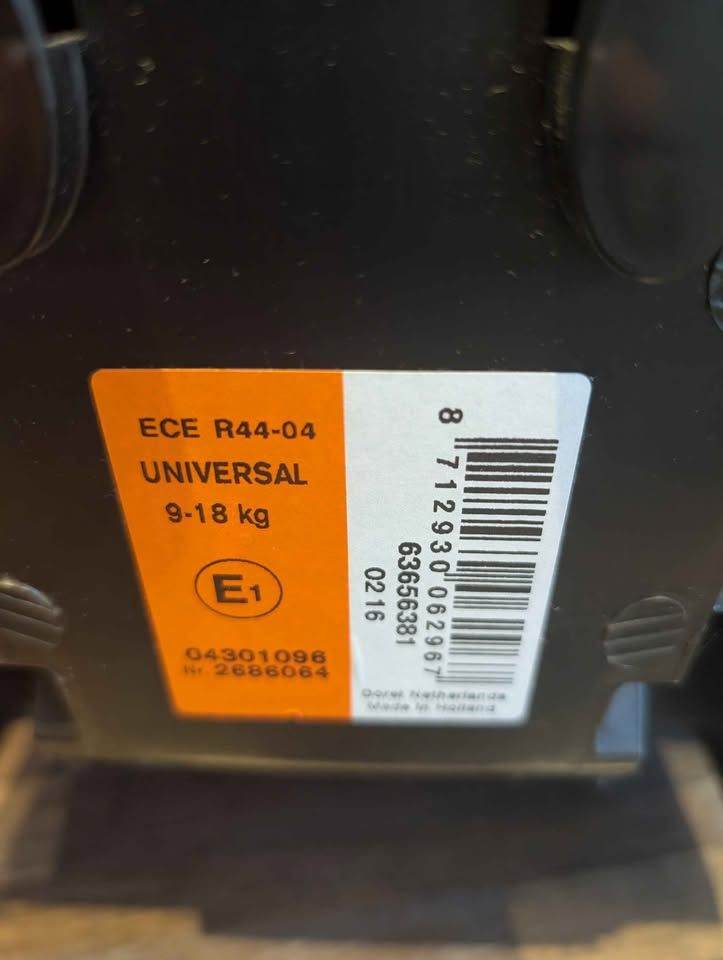 ECE R44-04
UNIVERSAL
9-18 kg
E1
04301096
Nr. 2686064
8 712930 062967
63656381
0216
Dorel Netherlands
Made in Holland